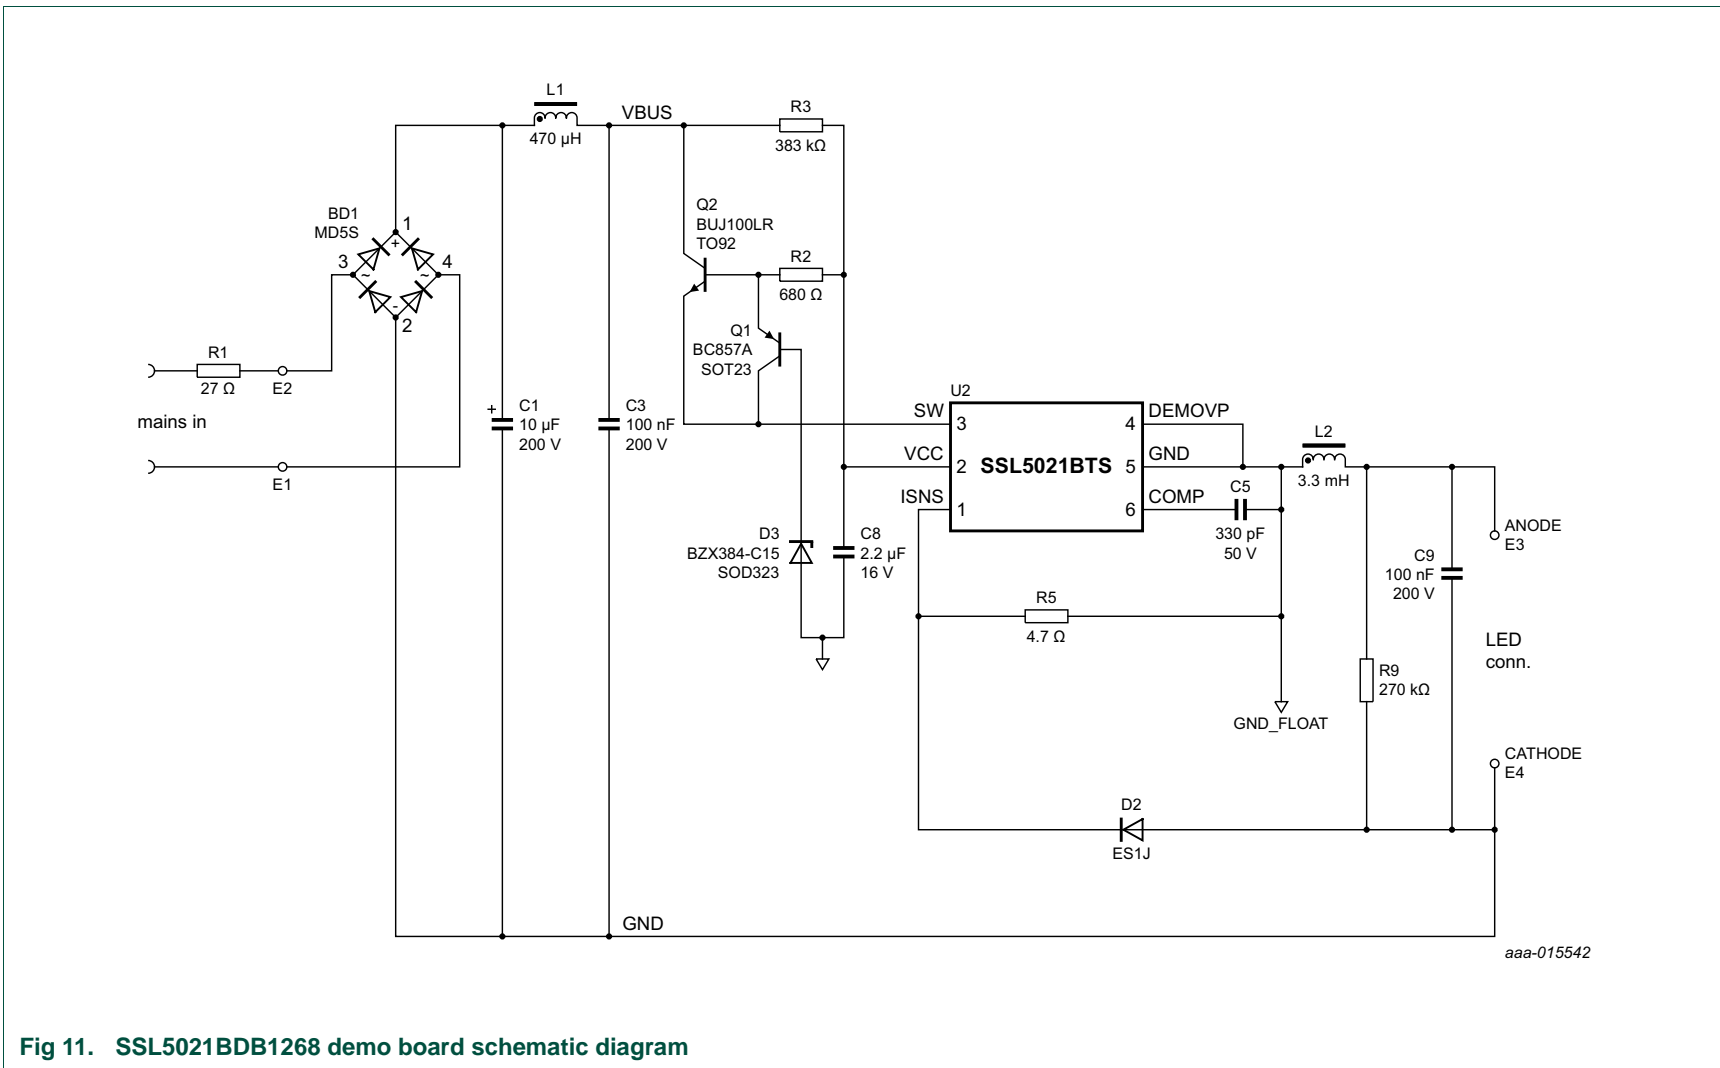 L1
470 µH
VBUS
R3
383 kΩ
Q2
BUJ100LR
TO92
BD1
MD5S
1
+
3
~
~
4
-
2
R2
680 Ω
Q1
BC857A
SOT23
R1
27 Ω
E2
mains in
E1
+
C1
10 µF
200 V
C3
100 nF
200 V
U2
SW
3
VCC
2
ISNS
1
SSL5021BTS
4
DEMOVP
5
GND
6
COMP
L2
3.3 mH
C5
330 pF
50 V
D3
BZX384-C15
SOD323
C8
2.2 µF
16 V
ANODE
E3
C9
100 nF
200 V
R5
4.7 Ω
LED
conn.
R9
270 kΩ
GND_FLOAT
CATHODE
E4
D2
ES1J
GND
aaa-015542
Fig 11. SSL5021BDB1268 demo board schematic diagram